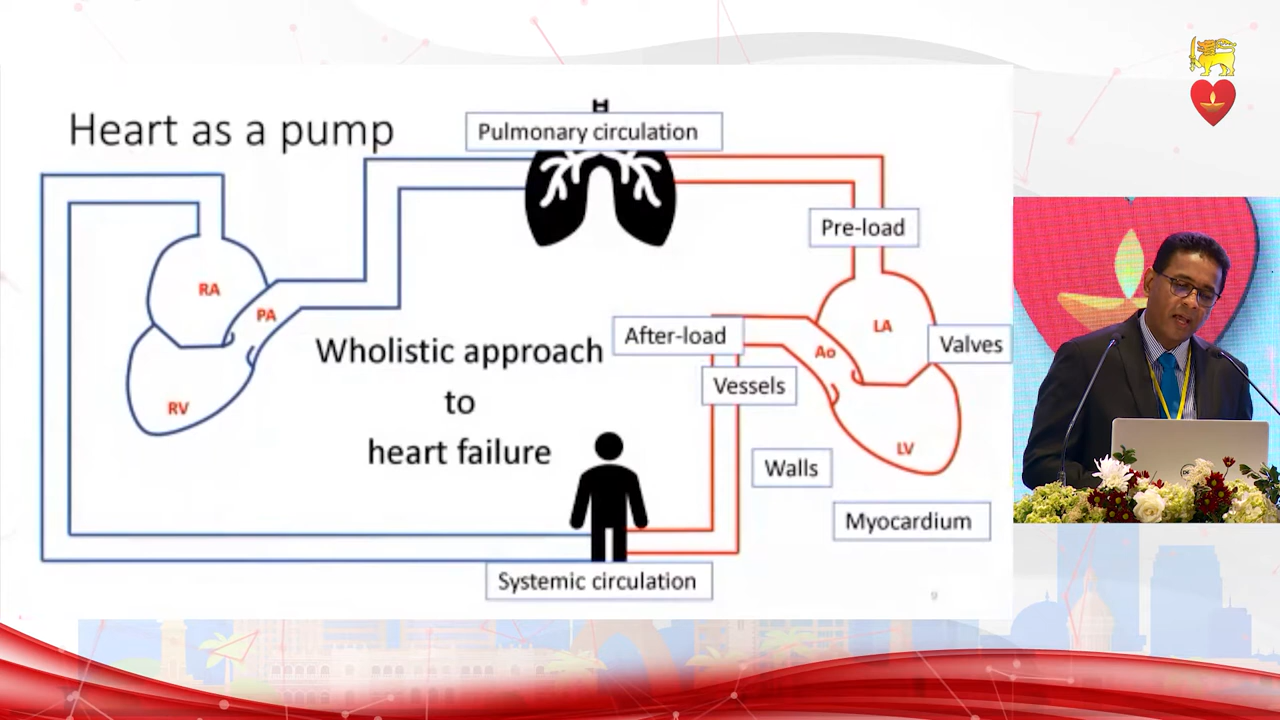 Heart as a pump
Pulmonary circulation
Pre-load
RA
PA
LA
After-load
Ao
Valves
Wholistic approach
to
heart failure
Vessels
RV
LV
Walls
Myocardium
Systemic circulation
9